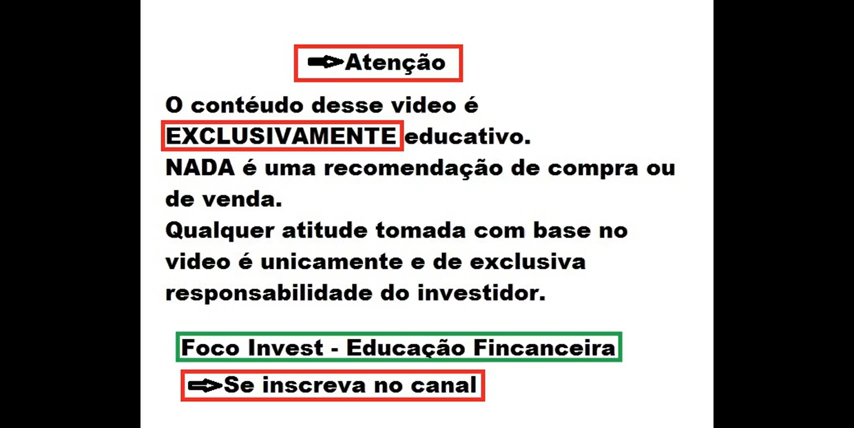 ⇨Atenção
O contéudo desse video é
EXCLUSIVAMENTE educativo.
NADA é uma recomendação de compra ou
de venda.
Qualquer atitude tomada com base no
video é unicamente e de exclusiva
responsabilidade do investidor.
Foco Invest - Educação Fincanceira
⇨Se inscreva no canal